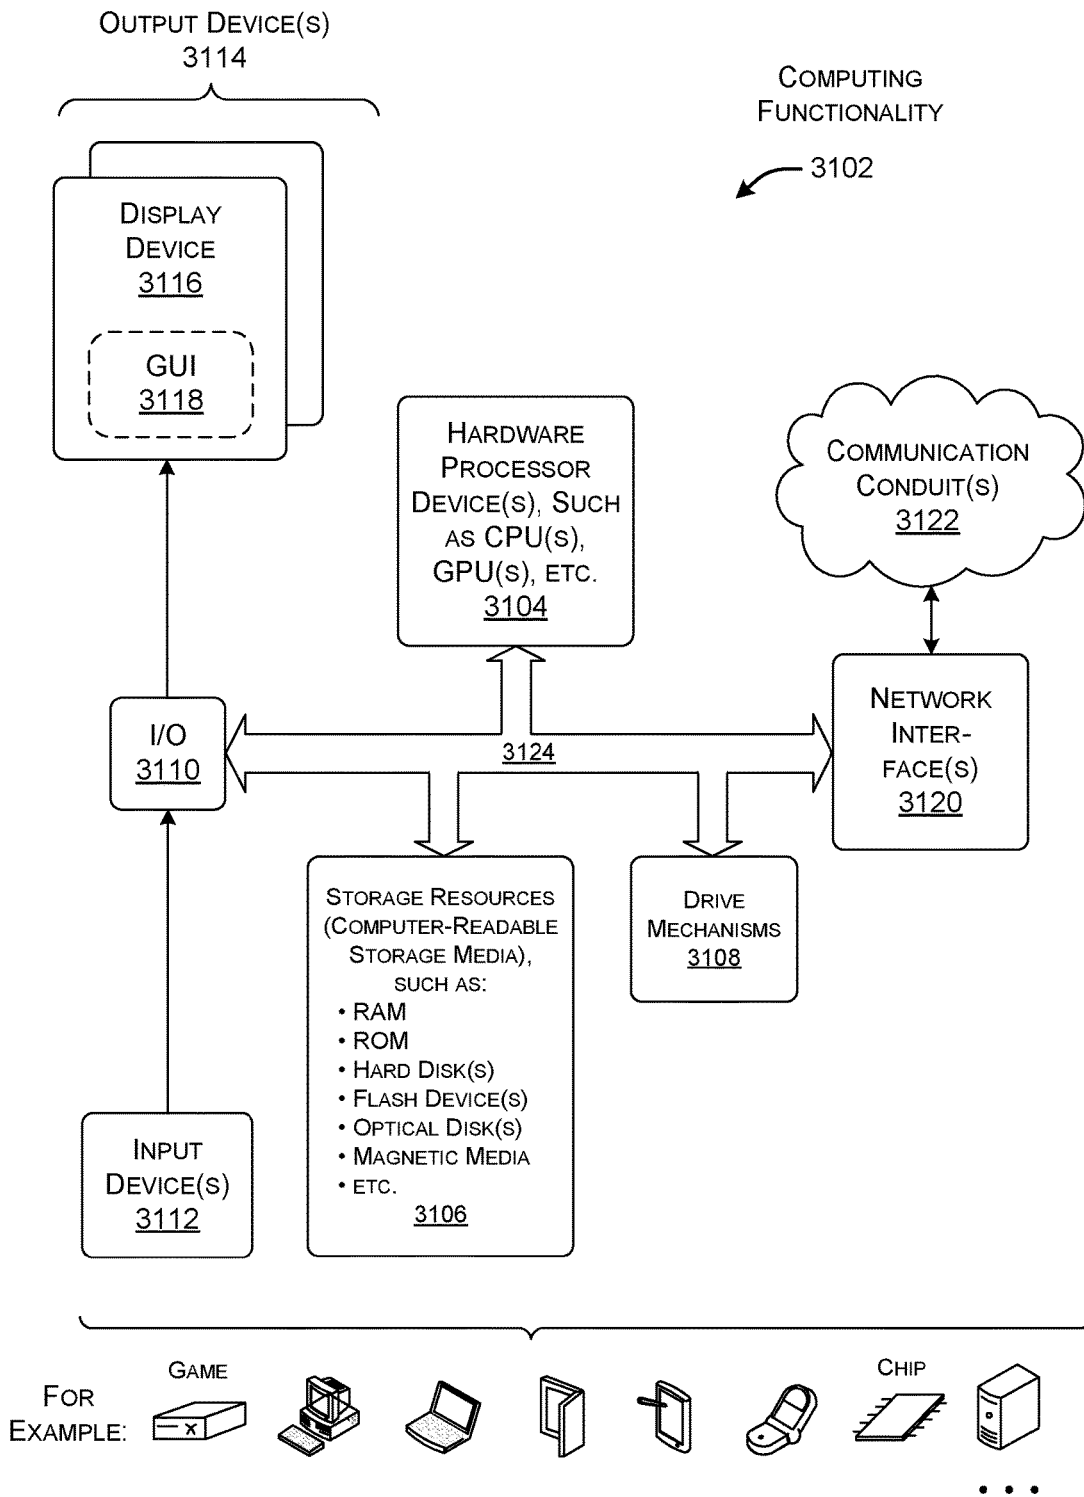 OUTPUT DEVICE(S)
3114
COMPUTING
FUNCTIONALITY
3102
DISPLAY
DEVICE
3116
GUI
3118
HARDWARE
PROCESSOR
DEVICE(S), SUCH
AS CPU(S),
GPU(S), ETC.
3104
COMMUNICATION
CONDUIT(S)
3122
I/O
3110
3124
NETWORK
INTER-
FACE(S)
3120
STORAGE RESOURCES
(COMPUTER-READABLE
STORAGE MEDIA),
SUCH AS:
• RAM
• ROM
• HARD DISK(S)
• FLASH DEVICE(S)
• OPTICAL DISK(S)
• MAGNETIC MEDIA
• ETC.
3106
DRIVE
MECHANISMS
3108
INPUT
DEVICE(S)
3112
FOR
EXAMPLE:
GAME
X
CHIP
• • •